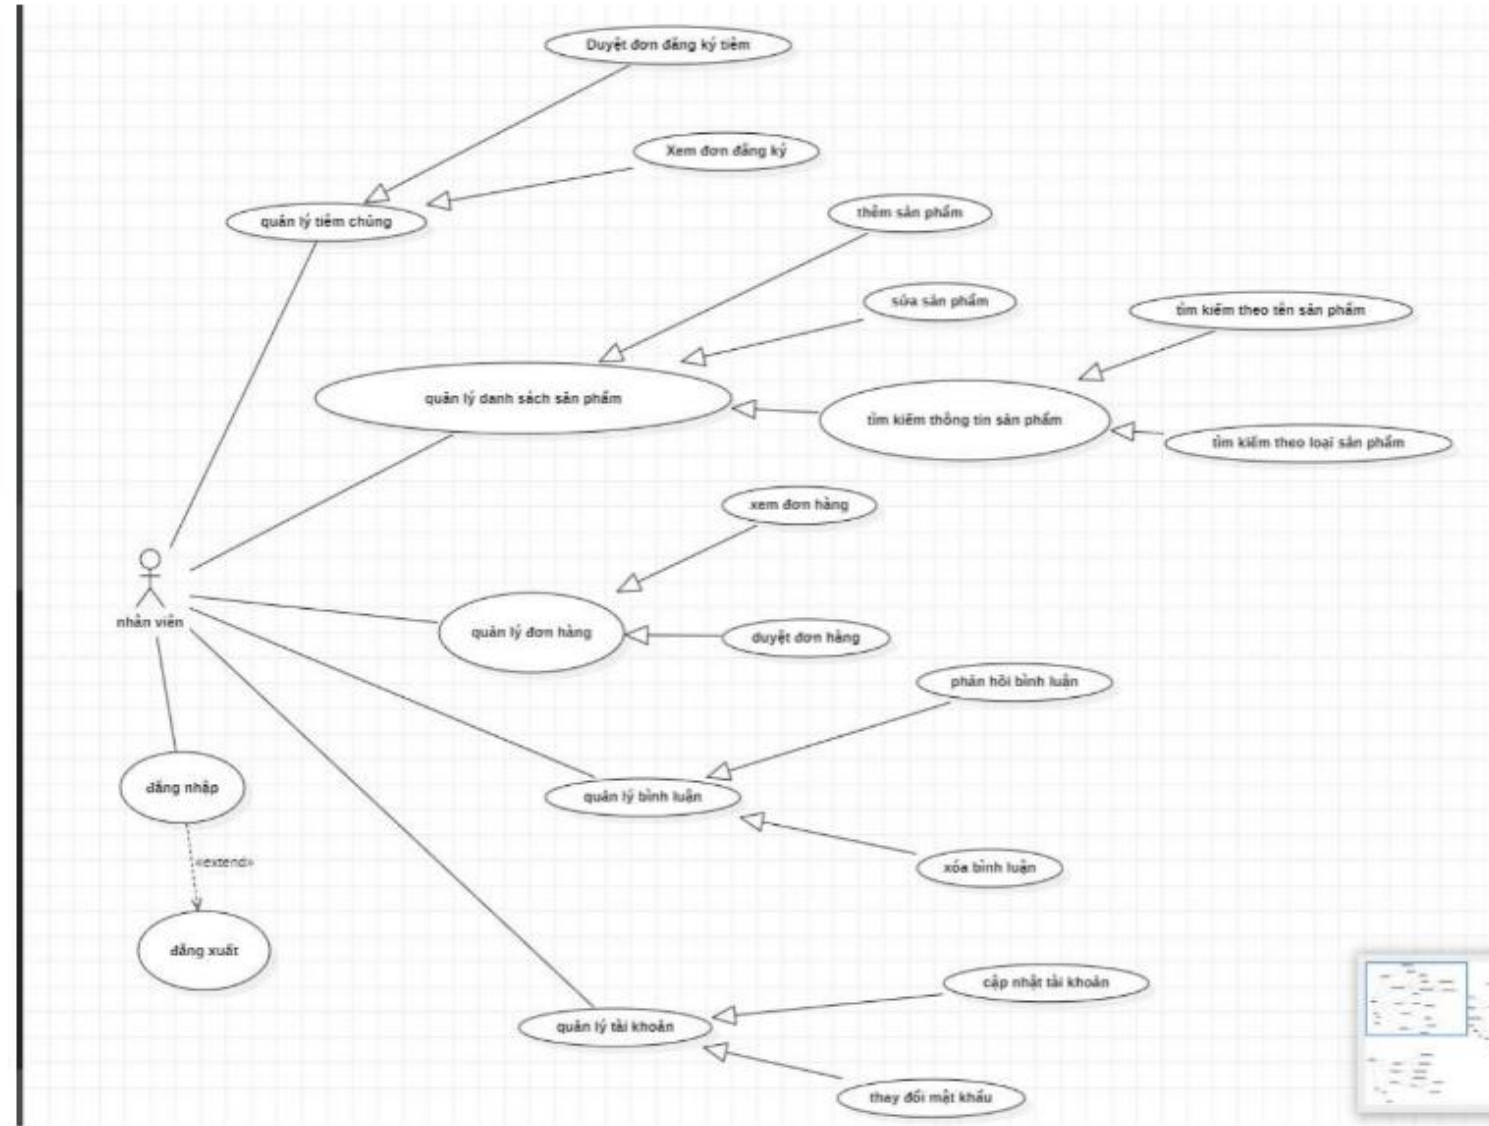 Duyệt đơn đăng ký tiêm
Xem đơn đăng ký
quản lý tiêm chủng
thêm sản phẩm
sửa sản phẩm
tìm kiếm theo tên sản phẩm
quản lý danh sách sản phẩm
tìm kiếm thông tin sản phẩm
tìm kiếm theo loại sản phẩm
xem đơn hàng
nhân viên
quản lý đơn hàng
duyệt đơn hàng
phản hồi bình luận
đăng nhập
quản lý bình luận
«extend»
xóa bình luận
đăng xuất
cập nhật tài khoản
quản lý tài khoản
thay đổi mật khẩu